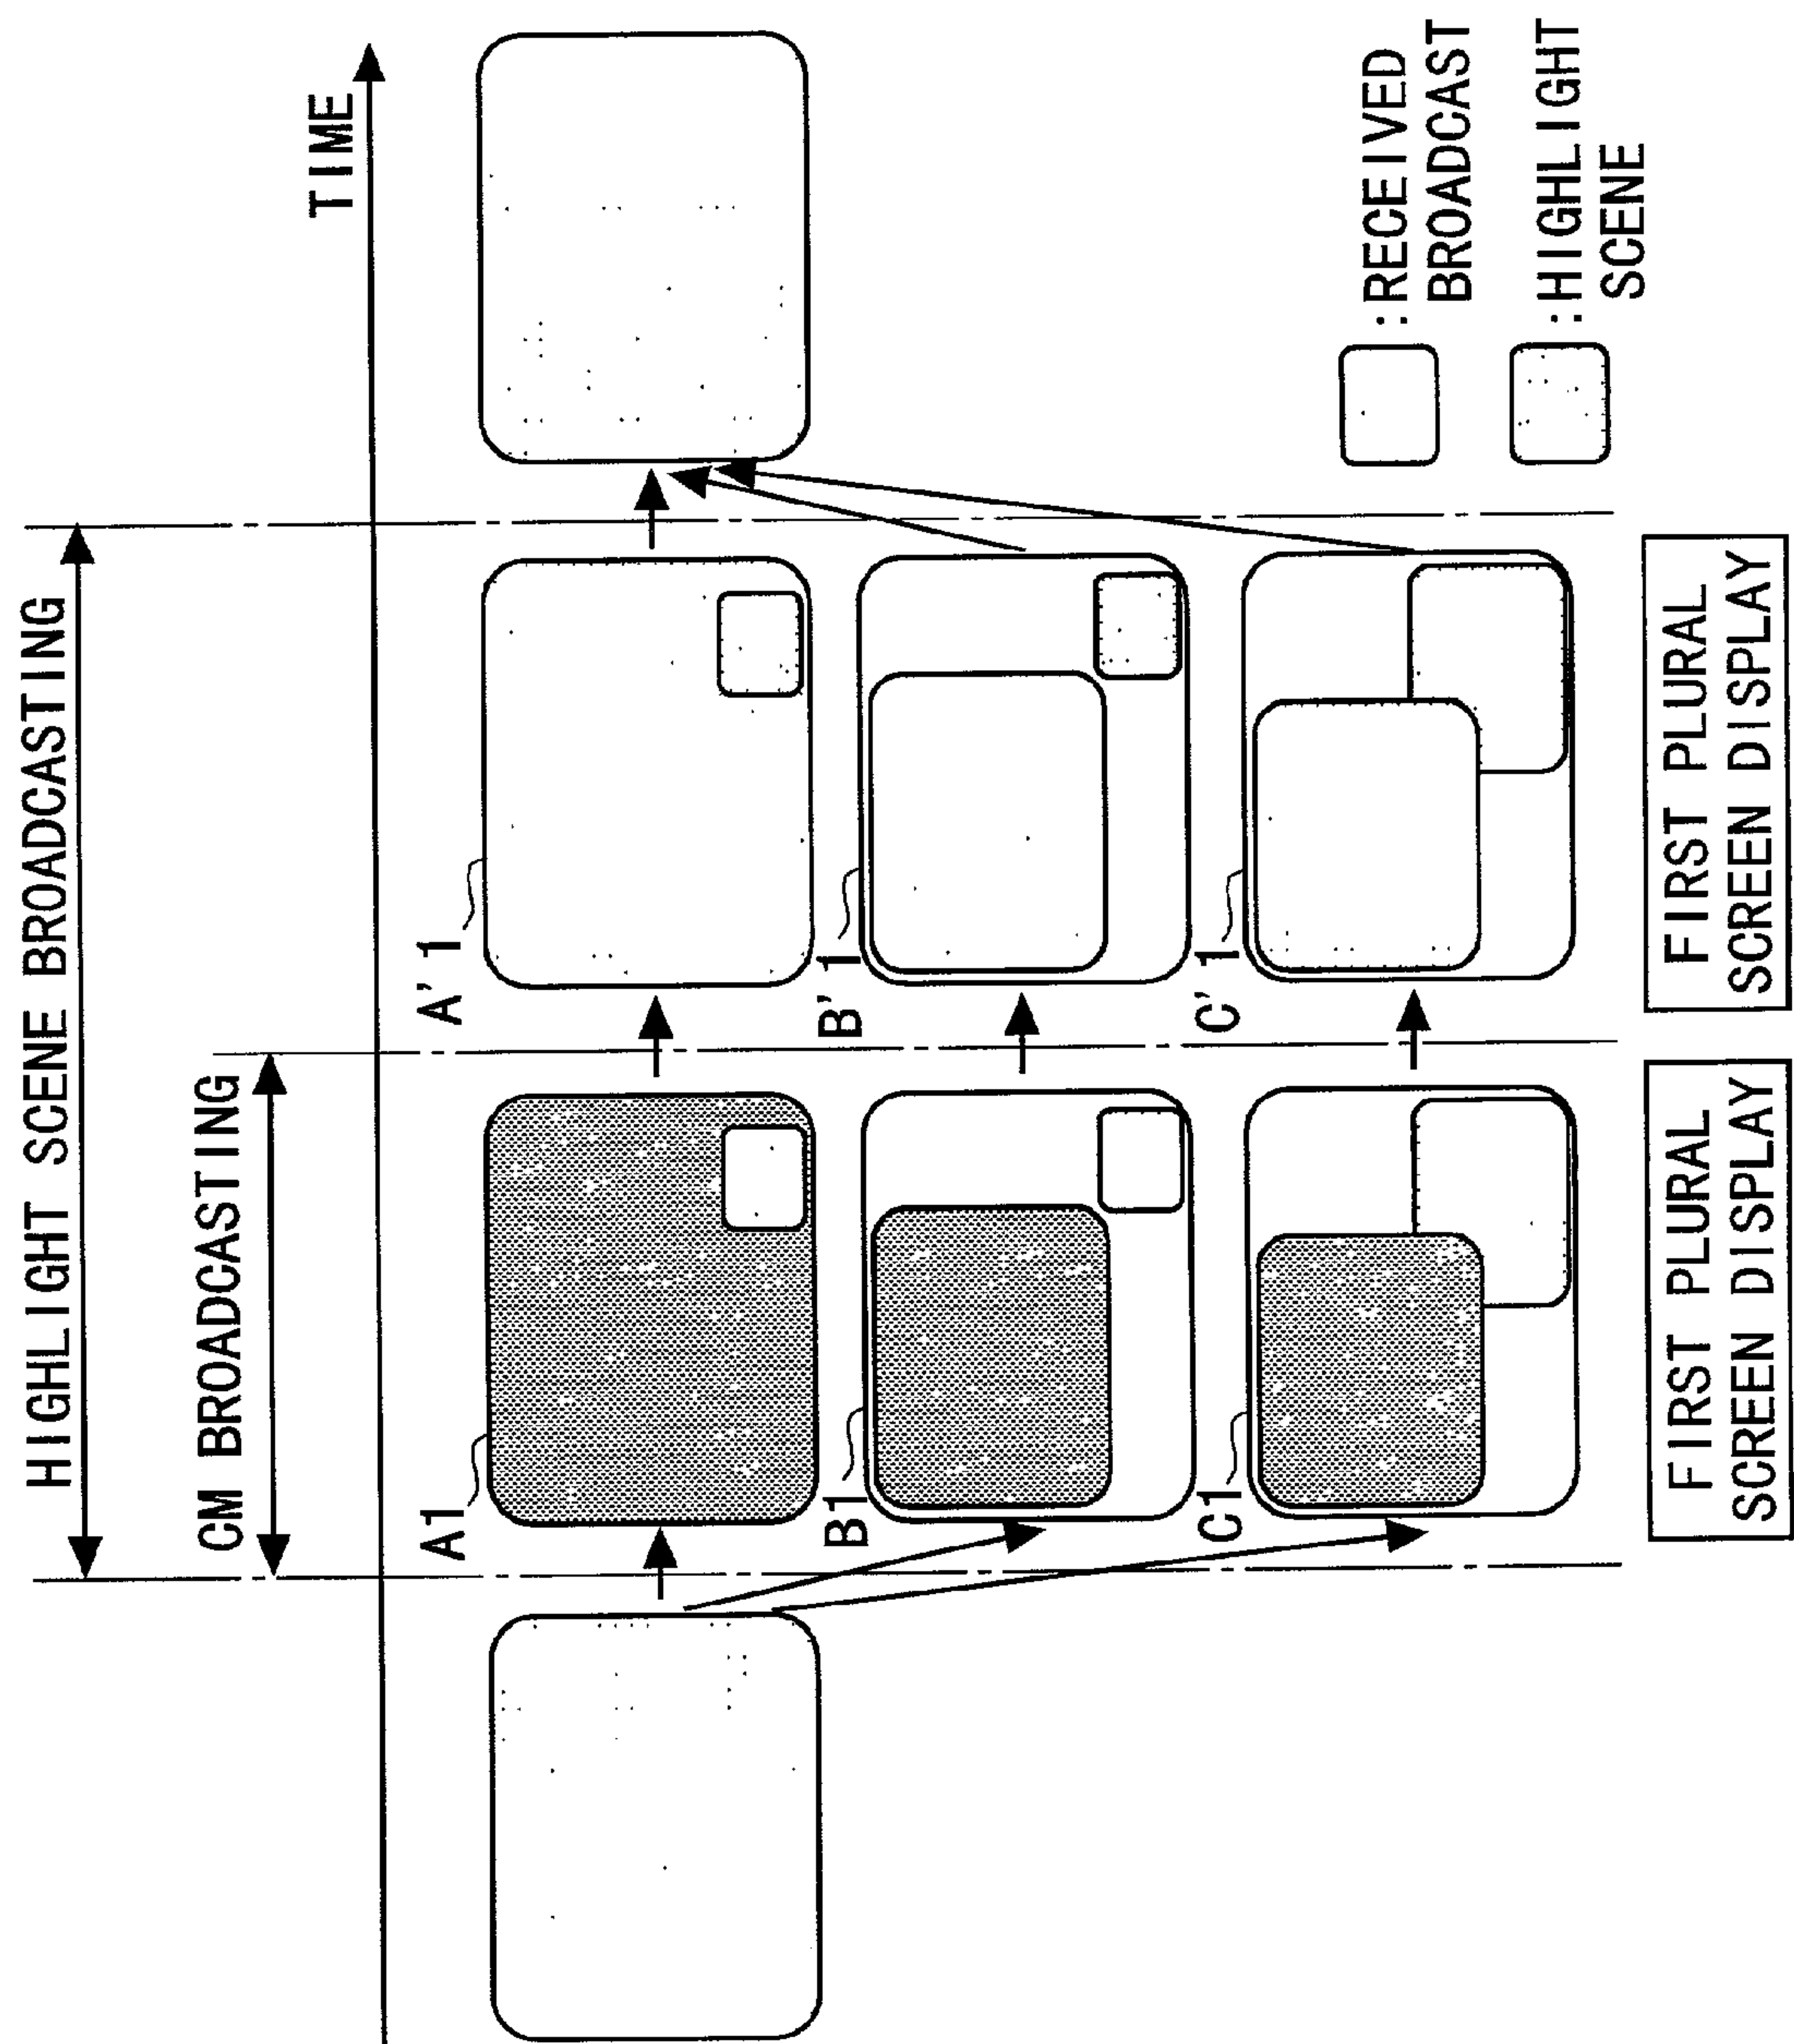 HIGHLIGHT SCENE BROADCASTING
CM BROADCASTING
TIME
A1
A'1
B1
B'1
C1
C'1
:RECEIVED
BROADCAST
:HIGHLIGHT
SCENE
FIRST PLURAL
SCREEN DISPLAY
FIRST PLURAL
SCREEN DISPLAY